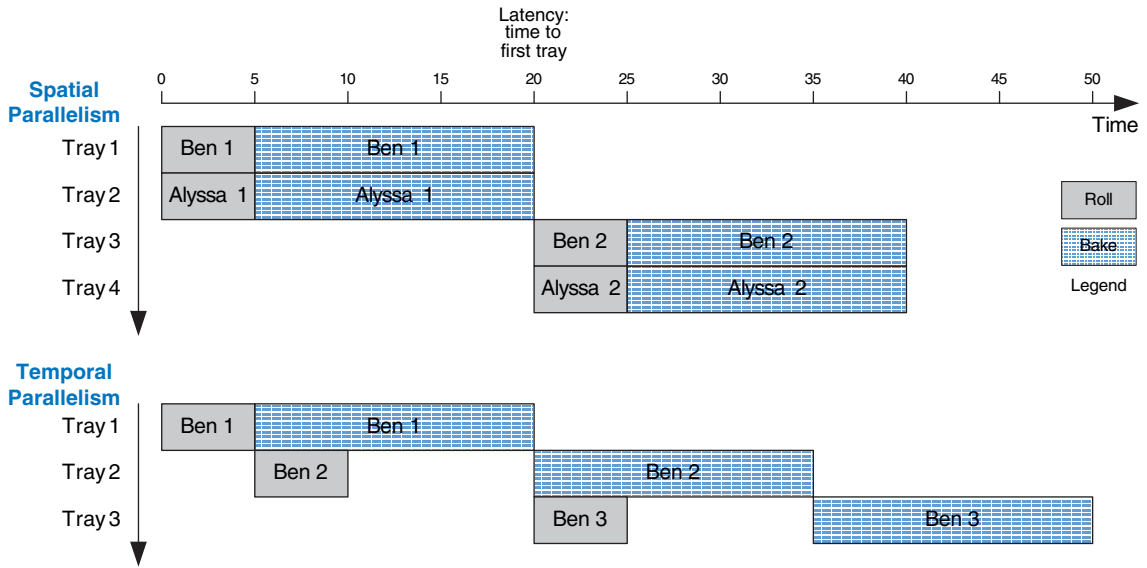 Latency:
time to
first tray
0 5 10 15 20 25 30 35 40 45 50
Time
Spatial
Parallelism
Tray 1 Ben 1 Ben 1
Tray 2 Alyssa 1 Alyssa 1
Tray 3 Ben 2 Ben 2
Tray 4 Alyssa 2 Alyssa 2
Roll
Bake
Legend
Temporal
Parallelism
Tray 1 Ben 1 Ben 1
Tray 2 Ben 2 Ben 2
Tray 3 Ben 3 Ben 3